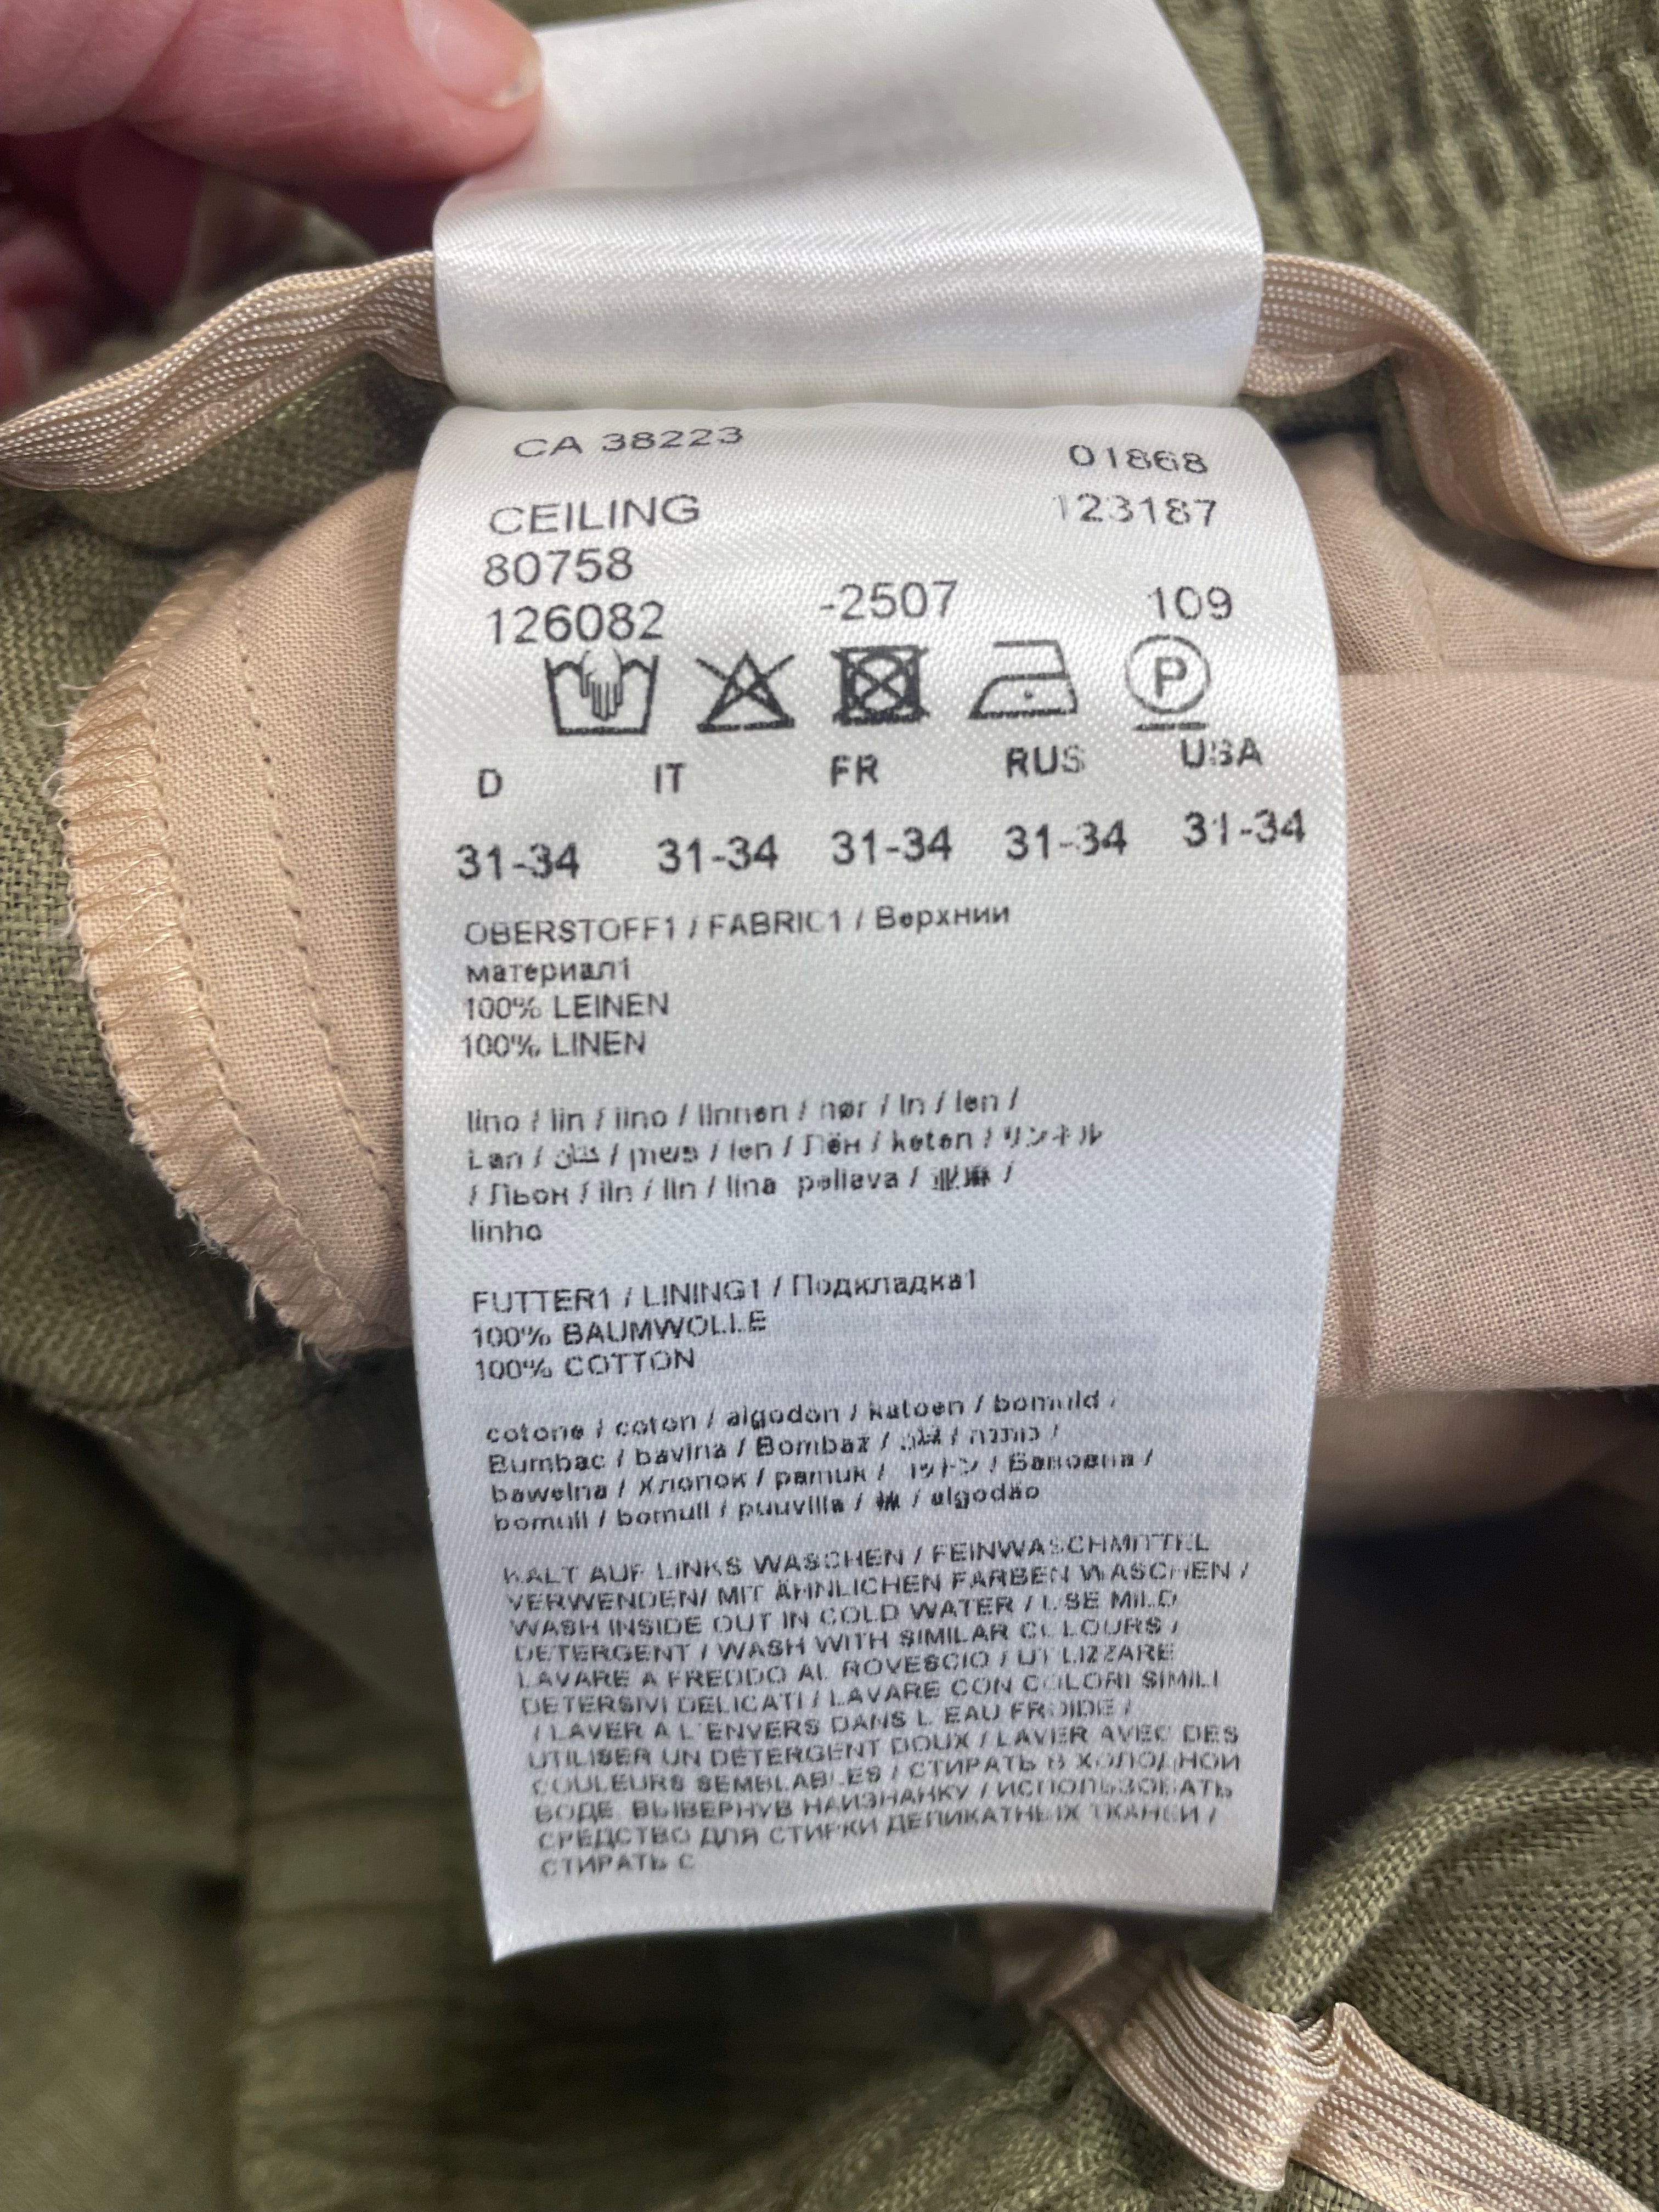 CA 38223 01868
CEILING 123187
80758
126082 -2507 109
P
D IT FR RUS USA
31-34 31-34 31-34 31-34 31-34
OBERSTOFF1 / FABRIC1 / Верхнии
материал1
100% LEINEN
100% LINEN
lino / lin / lino / linnen / hør / In / len /
Lan / كتان / פשתן / len / Лён / keten / リンネル
/ Льон / lin / lin / lina pellava / 亚麻 /
linho
FUTTER1 / LINING1 / Подкладка1
100% BAUMWOLLE
100% COTTON
cotone / coton / algodon / katoen / bomuld /
Bumbac / bavlna / Bombaz / قطن / כותנה /
bawelna / Хлопок / pamuk / コットン / Бавовна /
bomull / bomull / puuvilla / 棉 / algodão
KALT AUF LINKS WASCHEN / FEINWASCHMITTEL
VERWENDEN/ MIT ÄHNLICHEN FARBEN WASCHEN /
WASH INSIDE OUT IN COLD WATER / USE MILD
DETERGENT / WASH WITH SIMILAR COLOURS /
LAVARE A FREDDO AL ROVESCIO / UTILIZZARE
DETERSIVI DELICATI / LAVARE CON COLORI SIMILI
/ LAVER A L'ENVERS DANS L'EAU FROIDE /
UTILISER UN DÉTERGENT DOUX / LAVER AVEC DES
COULEURS SEMBLABLES / СТИРАТЬ В ХОЛОДНОЙ
ВОДЕ, ВЫВЕРНУВ НАИЗНАНКУ / ИСПОЛЬЗОВАТЬ
СРЕДСТВО ДЛЯ СТИРКИ ДЕЛИКАТНЫХ ТКАНЕЙ /
СТИРАТЬ С